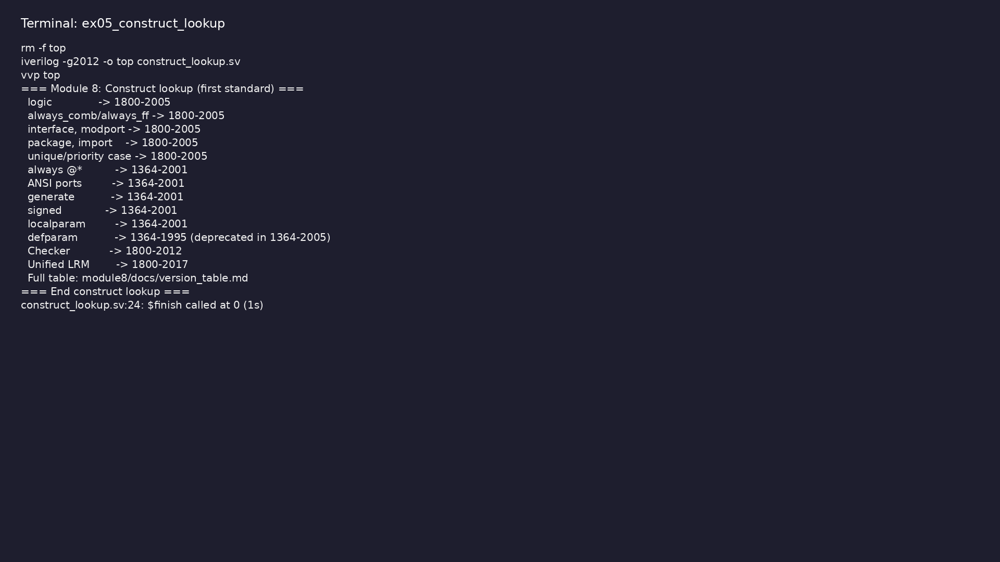 Terminal: ex05_construct_lookup
rm -f top
iverilog -g2012 -o top construct_lookup.sv
vvp top
=== Module 8: Construct lookup (first standard) ===
logic -> 1800-2005
always_comb/always_ff -> 1800-2005
interface, modport -> 1800-2005
package, import -> 1800-2005
unique/priority case -> 1800-2005
always @* -> 1364-2001
ANSI ports -> 1364-2001
generate -> 1364-2001
signed -> 1364-2001
localparam -> 1364-2001
defparam -> 1364-1995 (deprecated in 1364-2005)
Checker -> 1800-2012
Unified LRM -> 1800-2017
Full table: module8/docs/version_table.md
=== End construct lookup ===
construct_lookup.sv:24: $finish called at 0 (1s)